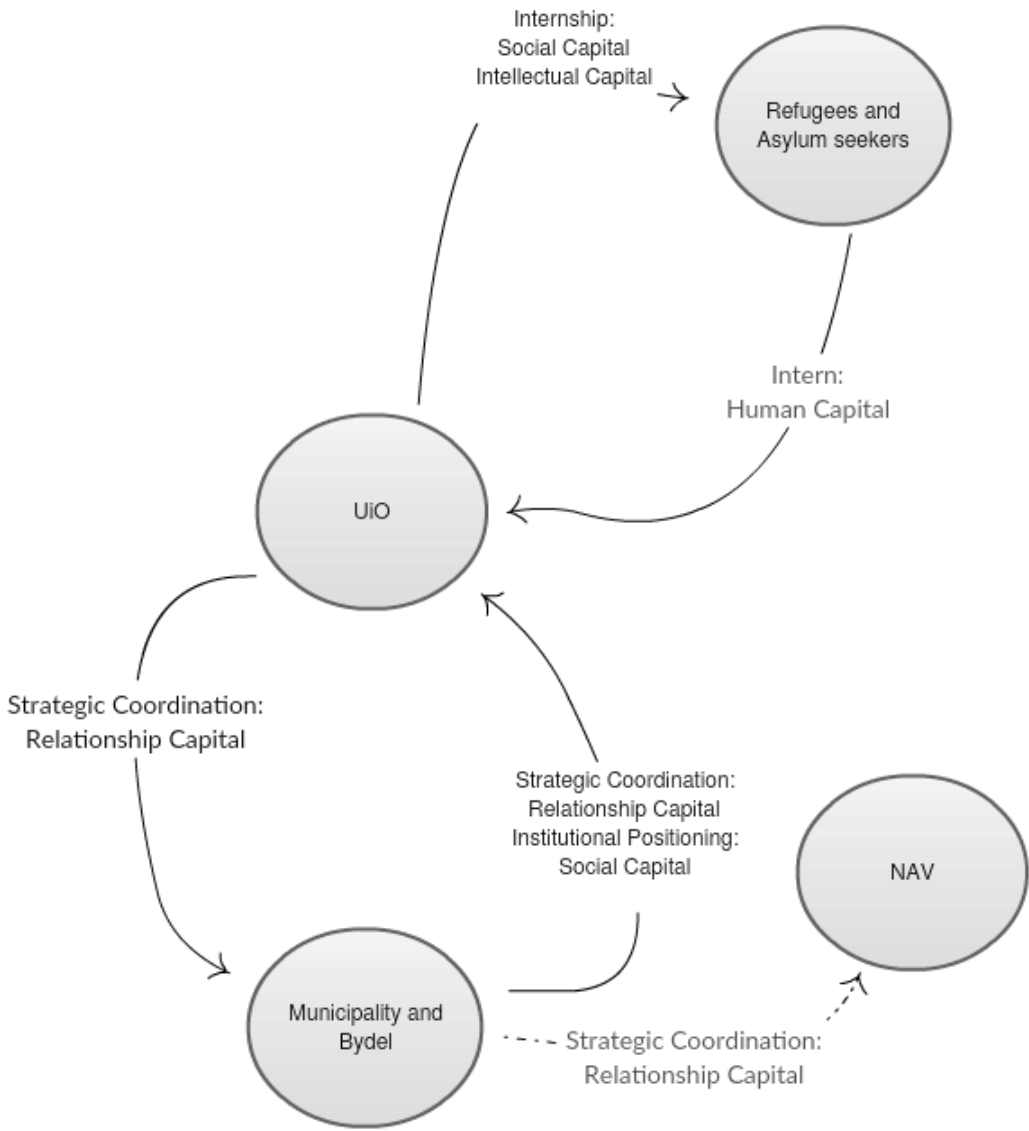 Internship:
Social Capital
Intellectual Capital
Refugees and
Asylum seekers
Intern:
Human Capital
UiO
Strategic Coordination:
Relationship Capital
Strategic Coordination:
Relationship Capital
Institutional Positioning:
Social Capital
NAV
Municipality and
Bydel
Strategic Coordination:
Relationship Capital